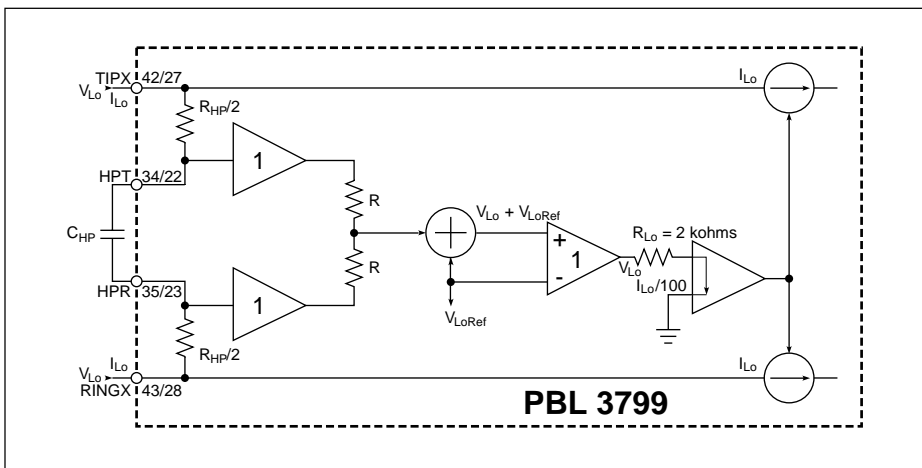 TIPX 42/27
V_Lo I_Lo
I_Lo
R_HP/2
1
HPT 34/22
R
C_HP
V_Lo + V_LoRef
R_Lo = 2 kohms
+
1
-
V_Lo
R
I_Lo/100
HPR 35/23
1
V_LoRef
R_HP/2
V_Lo I_Lo
I_Lo
RINGX 43/28
PBL 3799